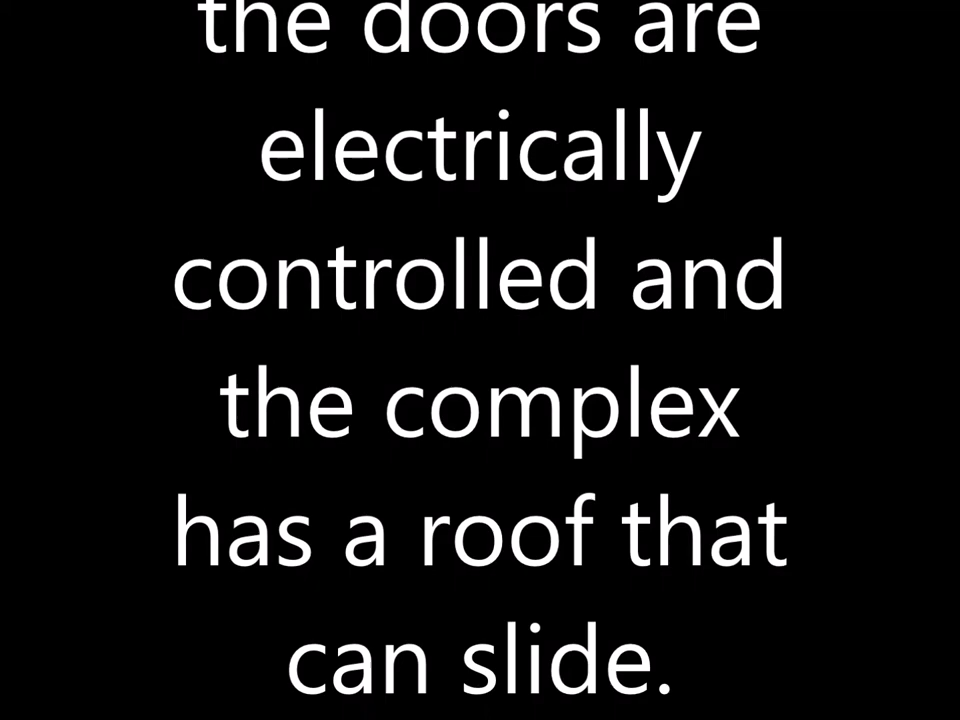 the doors are
electrically
controlled and
the complex
has a roof that
can slide.